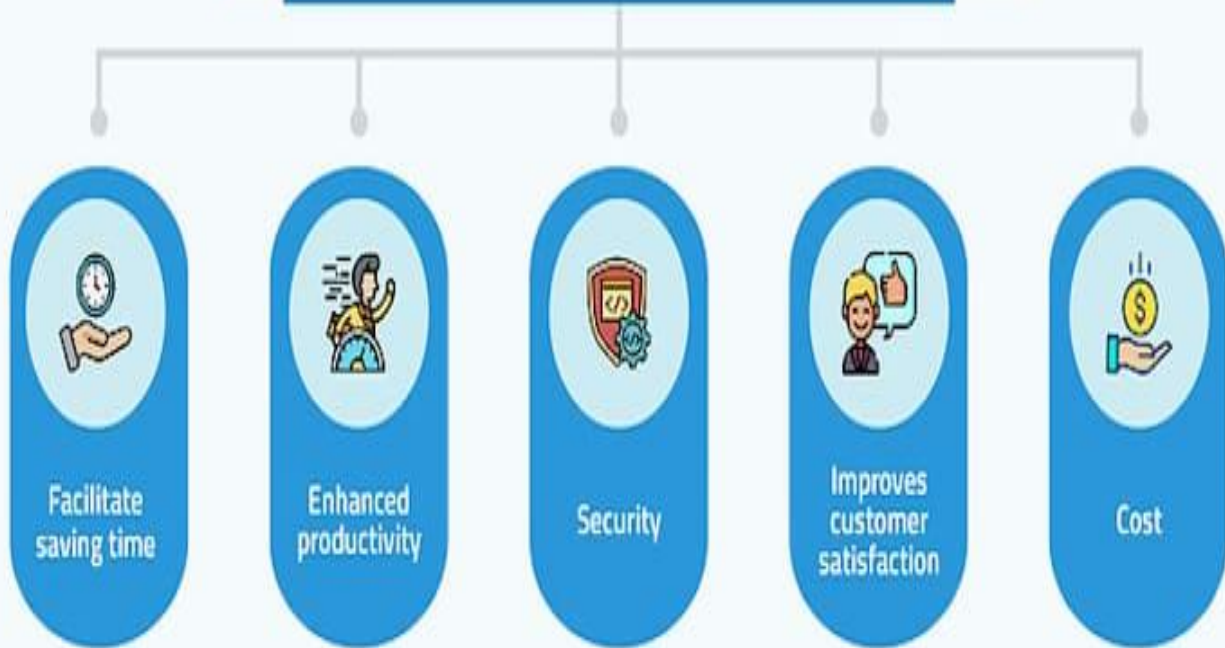 Facilitate
saving time
Enhanced
productivity
Security
Improves
customer
satisfaction
Cost